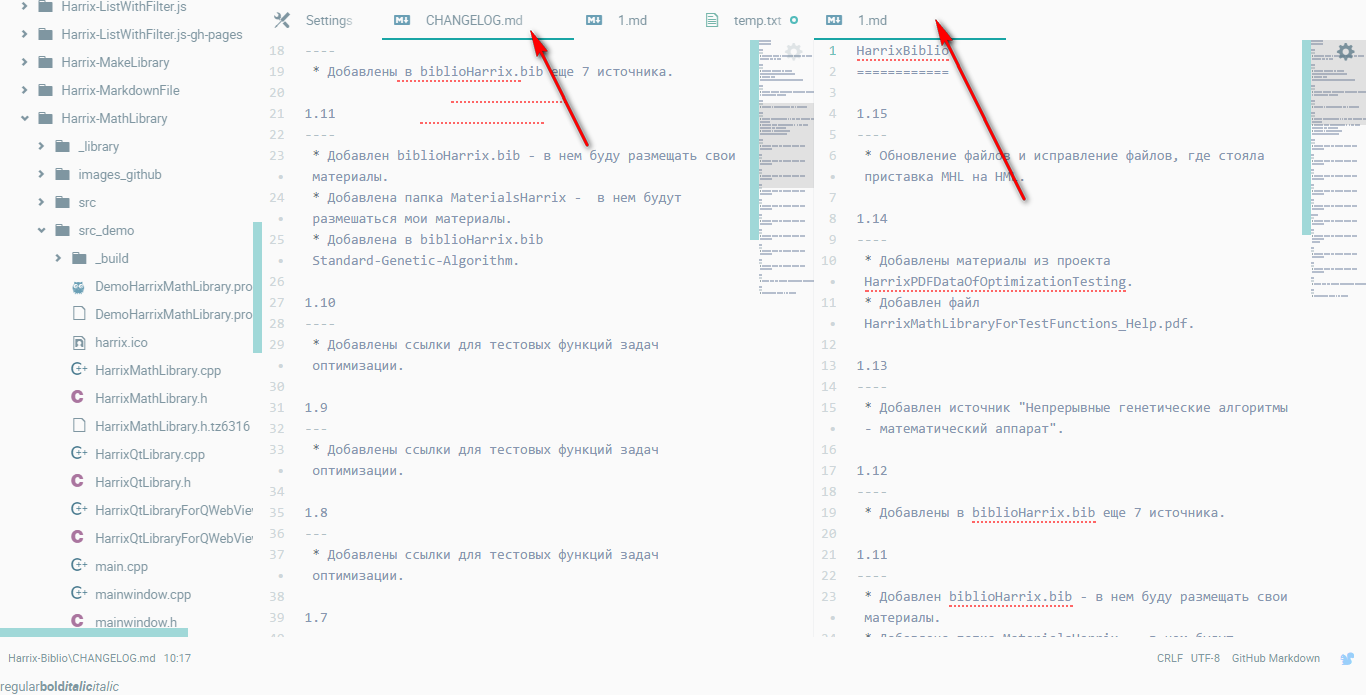 Harrix-ListWithFilter.js
Harrix-ListWithFilter.js-gh-pages
Harrix-MakeLibrary
Harrix-MarkdownFile
Harrix-MathLibrary
_library
images_github
src
src_demo
_build
DemoHarrixMathLibrary.pro
DemoHarrixMathLibrary.pro
harrix.ico
HarrixMathLibrary.cpp
HarrixMathLibrary.h
HarrixMathLibrary.h.tz6316
HarrixQtLibrary.cpp
HarrixQtLibrary.h
HarrixQtLibraryForQWebView
HarrixQtLibraryForQWebView
main.cpp
mainwindow.cpp
mainwindow.h
Settings
CHANGELOG.md
1.md
temp.txt
1.md
18 ----
19 * Добавлены в biblioHarrix.bib еще 7 источника.
20
21 1.11
22 ----
23 * Добавлен biblioHarrix.bib - в нем буду размещать свои
• материалы.
24 * Добавлена папка MaterialsHarrix -  в нем будут
• размешаться мои материалы.
25 * Добавлена в biblioHarrix.bib
• Standard-Genetic-Algorithm.
26
27 1.10
28 ----
29 * Добавлены ссылки для тестовых функций задач
• оптимизации.
30
31 1.9
32 ---
33 * Добавлены ссылки для тестовых функций задач
• оптимизации.
34
35 1.8
36 ---
37 * Добавлены ссылки для тестовых функций задач
• оптимизации.
38
39 1.7
1 HarrixBiblio
2 ============
3
4 1.15
5 ----
6 * Обновление файлов и исправление файлов, где стояла
• приставка MHL на
7
8 1.14
9 ----
10 * Добавлены материалы из проекта
• HarrixPDFDataOfOptimizationTesting.
11 * Добавлен файл
• HarrixMathLibraryForTestFunctions_Help.pdf.
12
13 1.13
14 ----
15 * Добавлен источник "Непрерывные генетические алгоритмы
• - математический аппарат".
16
17 1.12
18 ----
19 * Добавлены в biblioHarrix.bib еще 7 источника.
20
21 1.11
22 ----
23 * Добавлен biblioHarrix.bib - в нем буду размещать свои
• материалы.
Harrix-Biblio\CHANGELOG.md 10:17
CRLF UTF-8 GitHub Markdown
regularbolditalicitalic